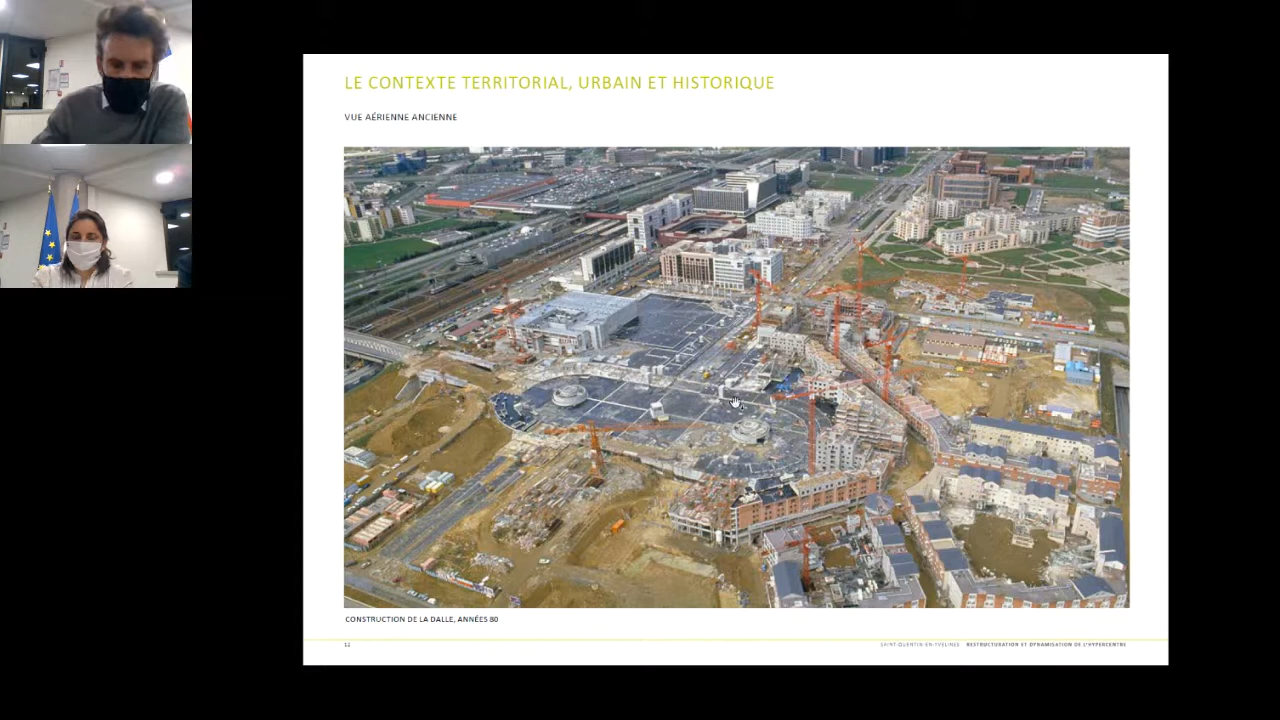 LE CONTEXTE TERRITORIAL, URBAIN ET HISTORIQUE
VUE AÉRIENNE ANCIENNE
CONSTRUCTION DE LA DALLE, ANNÉES 80
12
SAINT-QUENTIN-EN-YVELINES RESTRUCTURATION ET DYNAMISATION DE L'HYPERCENTRE